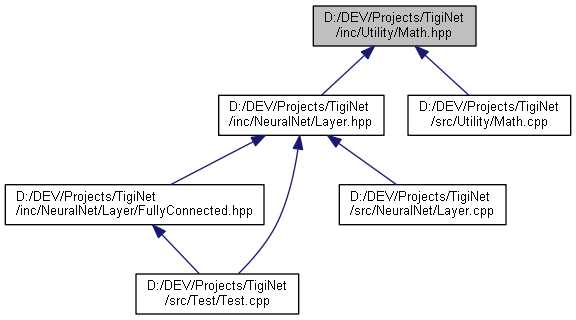 D:/DEV/Projects/TigiNet
/inc/Utility/Math.hpp
D:/DEV/Projects/TigiNet
/inc/NeuralNet/Layer.hpp
D:/DEV/Projects/TigiNet
/src/Utility/Math.cpp
D:/DEV/Projects/TigiNet
/inc/NeuralNet/Layer/FullyConnected.hpp
D:/DEV/Projects/TigiNet
/src/NeuralNet/Layer.cpp
D:/DEV/Projects/TigiNet
/src/Test/Test.cpp